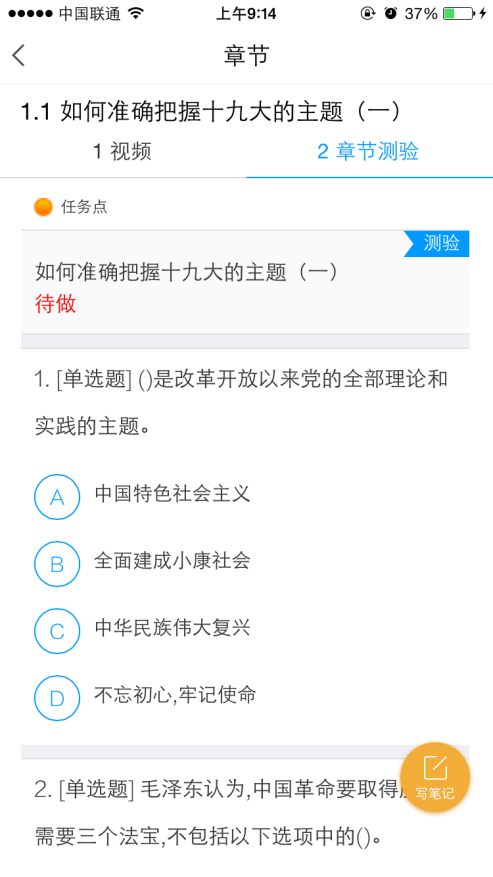 中国联通 上午9:14 37%
章节
1.1 如何准确把握十九大的主题（一）
1 视频 2 章节测验
任务点
测验
如何准确把握十九大的主题（一）
待做
1. [单选题] ()是改革开放以来党的全部理论和
实践的主题。
A 中国特色社会主义
B 全面建成小康社会
C 中华民族伟大复兴
D 不忘初心,牢记使命
2. [单选题] 毛泽东认为,中国革命要取得
写笔记
需要三个法宝,不包括以下选项中的()。